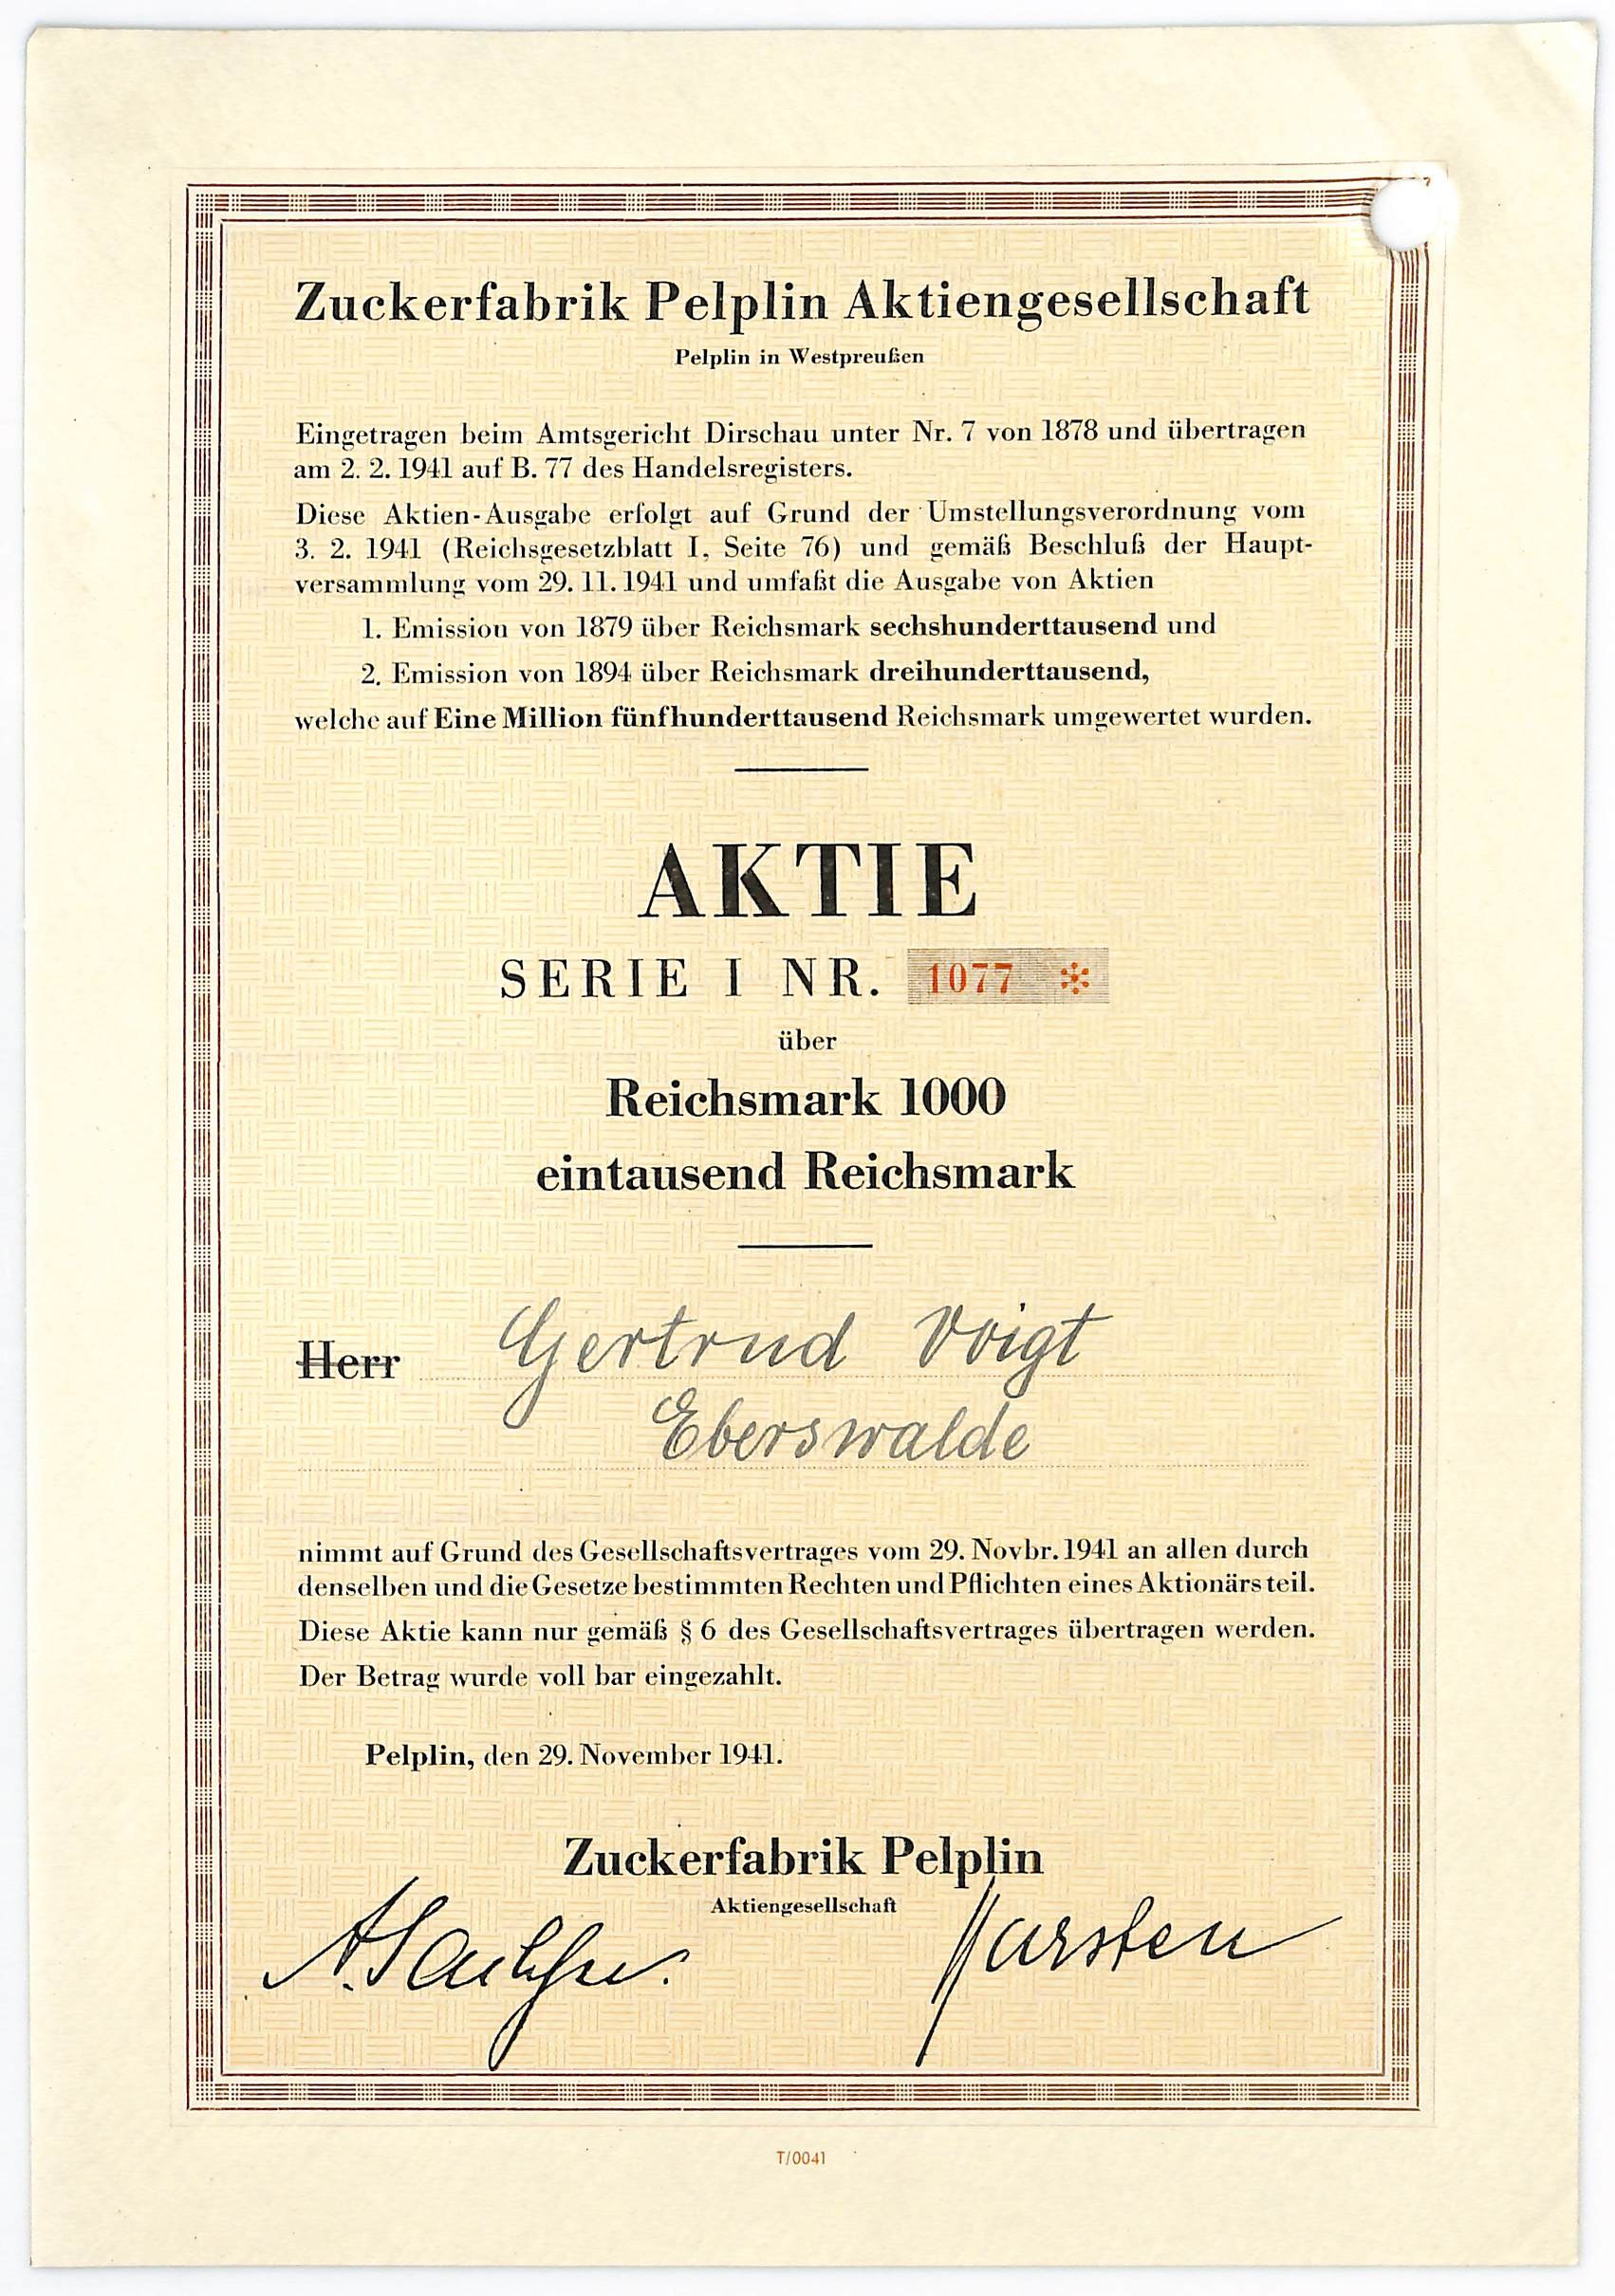 Zuckerfabrik Pelplin Aktiengesellschaft
Pelplin in Westpreußen
Eingetragen beim Amtsgericht Dirschau unter Nr. 7 von 1878 und übertragen
am 2. 2. 1941 auf B. 77 des Handelsregisters.
Diese Aktien-Ausgabe erfolgt auf Grund der Umstellungsverordnung vom
3. 2. 1941 (Reichsgesetzblatt I, Seite 76) und gemäß Beschluß der Haupt-
versammlung vom 29. 11. 1941 und umfaßt die Ausgabe von Aktien
1. Emission von 1879 über Reichsmark sechshunderttausend und
2. Emission von 1894 über Reichsmark dreihunderttausend,
welche auf Eine Million fünfhunderttausend Reichsmark umgewertet wurden.
AKTIE
SERIE I NR. 1077 *
über
Reichsmark 1000
eintausend Reichsmark
Herr Gertrud Voigt
Eberswalde
nimmt auf Grund des Gesellschaftsvertrages vom 29. Novbr. 1941 an allen durch
denselben und die Gesetze bestimmten Rechten und Pflichten eines Aktionärs teil.
Diese Aktie kann nur gemäß § 6 des Gesellschaftsvertrages übertragen werden.
Der Betrag wurde voll bar eingezahlt.
Pelplin, den 29. November 1941.
Zuckerfabrik Pelplin
Aktiengesellschaft
T/0041